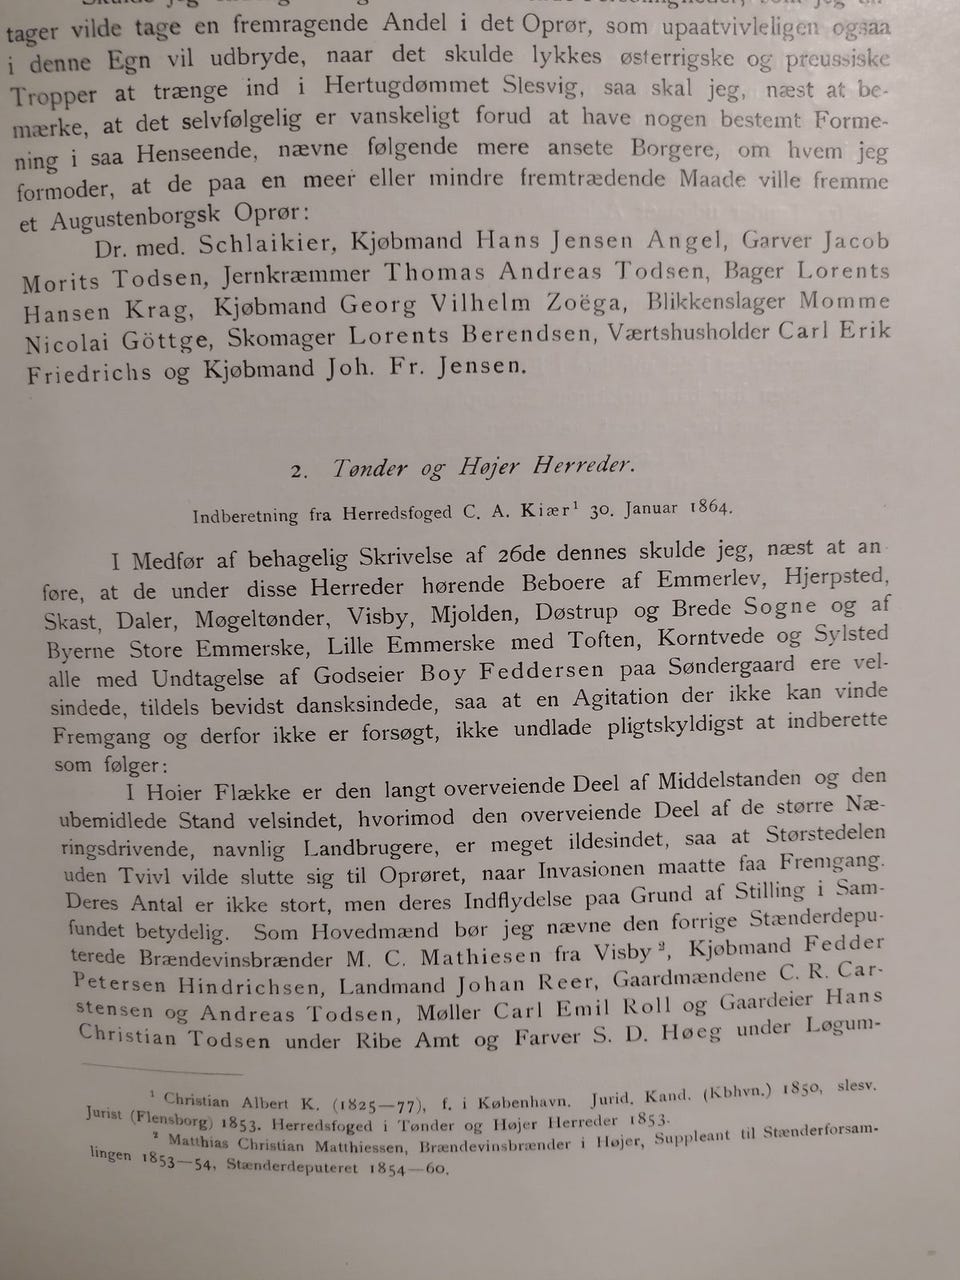 tager vilde tage en fremragende Andel i det Oprør, som upaatvivleligen ogsaa
i denne Egn vil udbryde, naar det skulde lykkes østerrigske og preussiske
Tropper at trænge ind i Hertugdømmet Slesvig, saa skal jeg, næst at be-
mærke, at det selvfølgelig er vanskeligt forud at have nogen bestemt Forme-
ning i saa Henseende, nævne følgende mere ansete Borgere, om hvem jeg
formoder, at de paa en meer eller mindre fremtrædende Maade ville fremme
et Augustenborgsk Oprør:
Dr. med. Schlaikier, Kjøbmand Hans Jensen Angel, Garver Jacob
Morits Todsen, Jernkræmmer Thomas Andreas Todsen, Bager Lorents
Hansen Krag, Kjøbmand Georg Vilhelm Zoëga, Blikkenslager Momme
Nicolai Göttge, Skomager Lorents Berendsen, Værtshusholder Carl Erik
Friedrichs og Kjøbmand Joh. Fr. Jensen.
2. Tønder og Højer Herreder.
Indberetning fra Herredsfoged C. A. Kiær¹ 30. Januar 1864.
I Medfør af behagelig Skrivelse af 26de dennes skulde jeg, næst at an-
føre, at de under disse Herreder hørende Beboere af Emmerlev, Hjerpsted,
Skast, Daler, Møgeltønder, Visby, Mjolden, Døstrup og Brede Sogne og af
Byerne Store Emmerske, Lille Emmerske med Toften, Korntvede og Sylsted
alle med Undtagelse af Godseier Boy Feddersen paa Søndergaard ere vel-
sindede, tildels bevidst dansksindede, saa at en Agitation der ikke kan vinde
Fremgang og derfor ikke er forsøgt, ikke undlade pligtskyldigst at indberette
som følger:
I Hoier Flække er den langt overveiende Deel af Middelstanden og den
ubemidlede Stand velsindet, hvorimod den overveiende Deel af de større Næ-
ringsdrivende, navnlig Landbrugere, er meget ildesindet, saa at Størstedelen
uden Tvivl vilde slutte sig til Oprøret, naar Invasionen maatte faa Fremgang.
Deres Antal er ikke stort, men deres Indflydelse paa Grund af Stilling i Sam-
fundet betydelig. Som Hovedmænd bør jeg nævne den forrige Stænderdepu-
terede Brændevinsbrænder M. C. Mathiesen fra Visby², Kjøbmand Fedder
Petersen Hindrichsen, Landmand Johan Reer, Gaardmændene C. R. Car-
stensen og Andreas Todsen, Møller Carl Emil Roll og Gaardeier Hans
Christian Todsen under Ribe Amt og Farver S. D. Høeg under Løgum-
¹ Christian Albert K. (1825—77), f. i København. Jurid. Kand. (Kbhvn.) 1850, slesv.
Jurist (Flensborg) 1853. Herredsfoged i Tønder og Højer Herreder 1853.
² Matthias Christian Matthiessen, Brændevinsbrænder i Højer, Suppleant til Stænderforsam-
lingen 1853—54, Stænderdeputeret 1854—60.